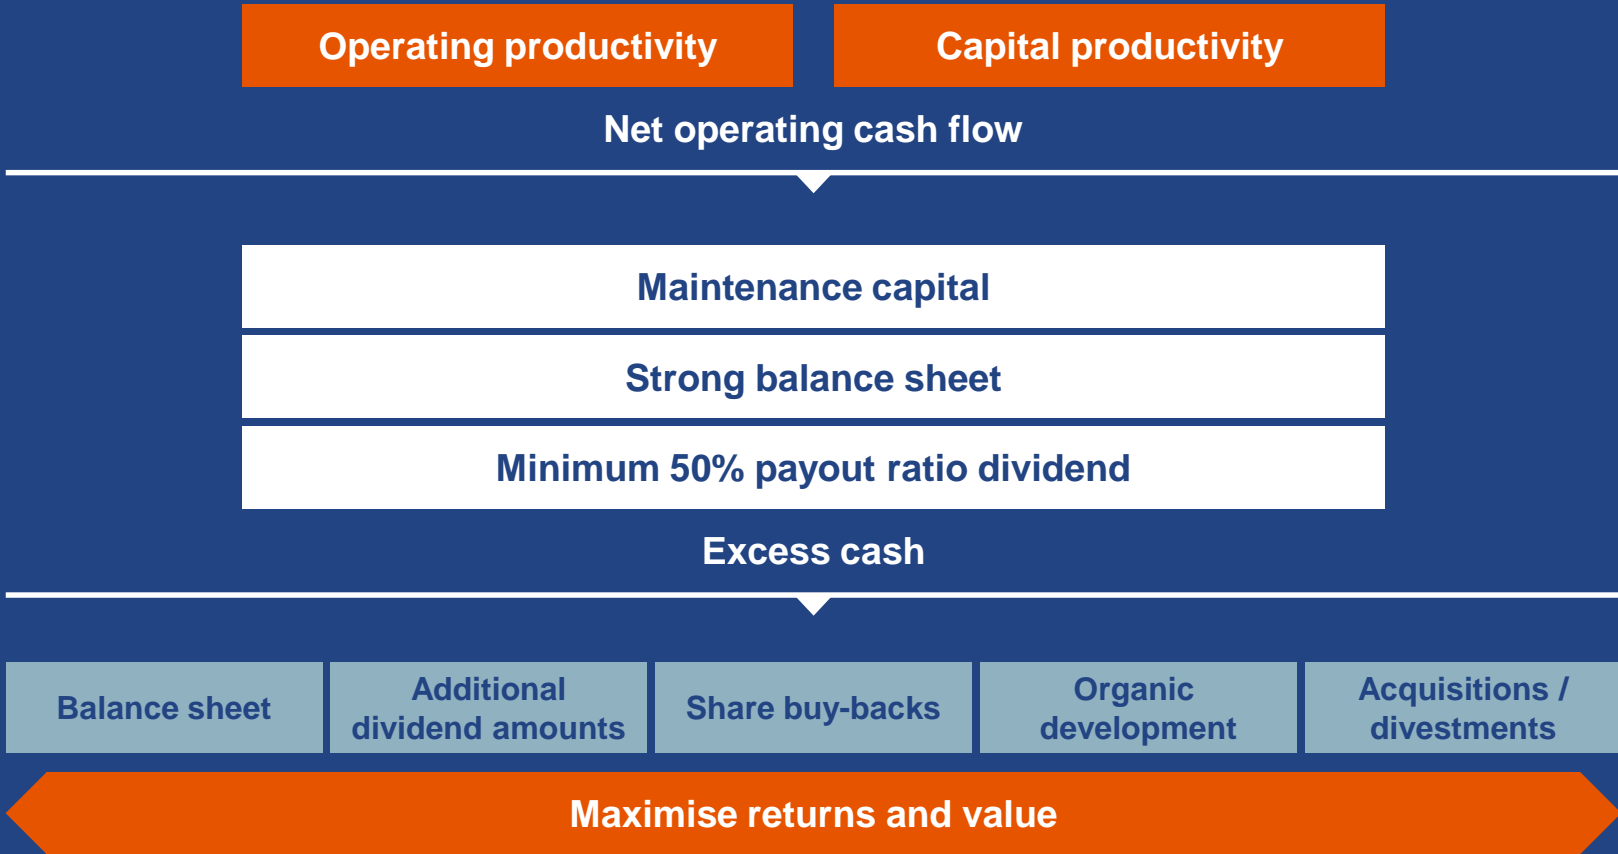 Operating productivity
Capital productivity
Net operating cash flow
Maintenance capital
Strong balance sheet
Minimum 50% payout ratio dividend
Excess cash
Balance sheet
Additional
dividend amounts
Share buy-backs
Organic
development
Acquisitions /
divestments
Maximise returns and value